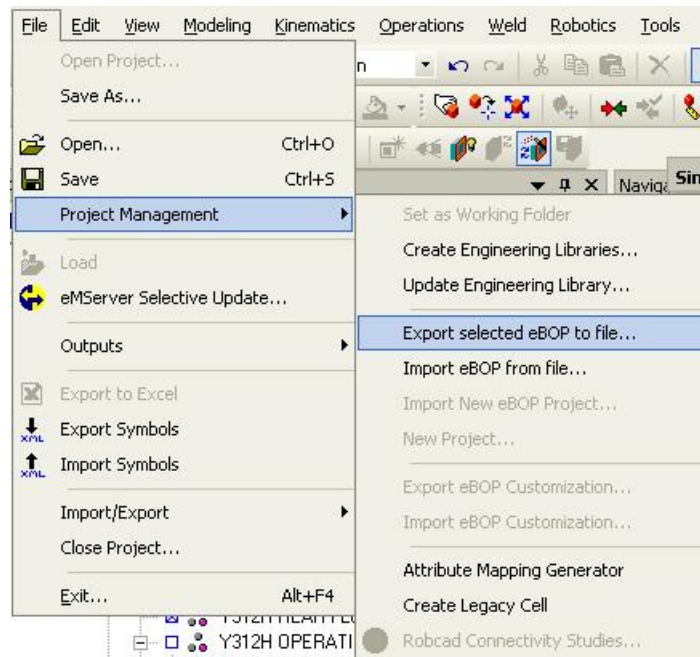 File Edit View Modeling Kinematics Operations Weld Robotics Tools
Open Project...
Save As...
Open... Ctrl+O
Save Ctrl+S
Project Management
Load
eMServer Selective Update...
Outputs
Export to Excel
XML Export Symbols
XML Import Symbols
Import/Export
Close Project...
Exit... Alt+F4
n
Set as Working Folder
Create Engineering Libraries...
Update Engineering Library...
Export selected eBOP to file...
Import eBOP from file...
Import New eBOP Project...
New Project...
Export eBOP Customization...
Import eBOP Customization...
Attribute Mapping Generator
Create Legacy Cell
Robcad Connectivity Studies...
Naviga Sin
Y312H OPERATI